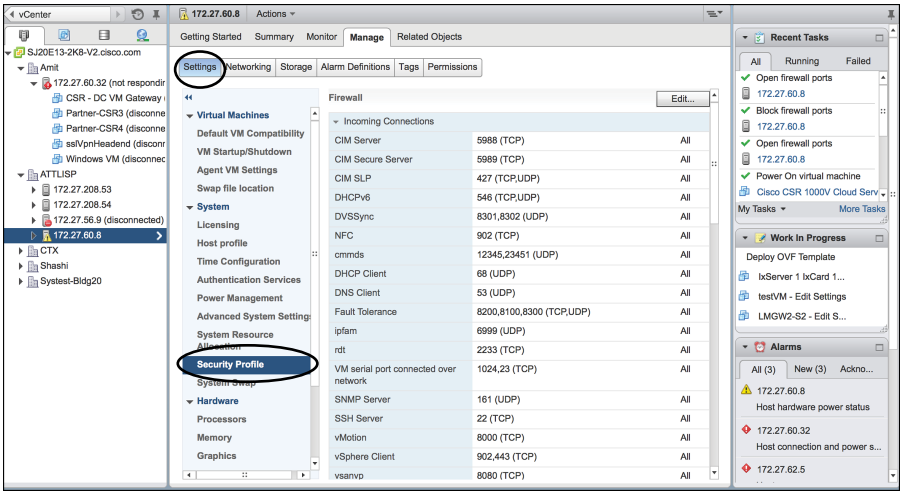 vCenter
SJ20E13-2K8-V2.cisco.com
Amit
172.27.60.32 (not respondir
CSR - DC VM Gateway
Partner-CSR3 (disconne
Partner-CSR4 (disconne
sslVpnHeadend (disconn
Windows VM (disconnec
ATTLISP
172.27.208.53
172.27.208.54
172.27.56.9 (disconnected)
172.27.60.8
CTX
Shashi
Systest-Bldg20
172.27.60.8 Actions
Getting Started Summary Monitor Manage Related Objects
Settings Networking Storage Alarm Definitions Tags Permissions
Virtual Machines
Default VM Compatibility
VM Startup/Shutdown
Agent VM Settings
Swap file location
System
Licensing
Host profile
Time Configuration
Authentication Services
Power Management
Advanced System Settings
System Resource
Allocation
Security Profile
System Swap
Hardware
Processors
Memory
Graphics
Firewall Edit...
Incoming Connections
CIM Server 5988 (TCP) All
CIM Secure Server 5989 (TCP) All
CIM SLP 427 (TCP,UDP) All
DHCPv6 546 (TCP,UDP) All
DVSSync 8301,8302 (UDP) All
NFC 902 (TCP) All
cmmds 12345,23451 (UDP) All
DHCP Client 68 (UDP) All
DNS Client 53 (UDP) All
Fault Tolerance 8200,8100,8300 (TCP,UDP) All
ipfam 6999 (UDP) All
rdt 2233 (TCP) All
VM serial port connected over
network 1024,23 (TCP) All
SNMP Server 161 (UDP) All
SSH Server 22 (TCP) All
vMotion 8000 (TCP) All
vSphere Client 902,443 (TCP) All
vsanvp 8080 (TCP) All
Recent Tasks
All Running Failed
Open firewall ports
172.27.60.8
Block firewall ports
172.27.60.8
Open firewall ports
172.27.60.8
Power On virtual machine
Cisco CSR 1000V Cloud Serv
My Tasks More Tasks
Work In Progress
Deploy OVF Template
IxServer 1 IxCard 1...
testVM - Edit Settings
LMGW2-S2 - Edit S...
Alarms
All (3) New (3) Ackno...
172.27.60.8
Host hardware power status
172.27.60.32
Host connection and power s...
172.27.62.5